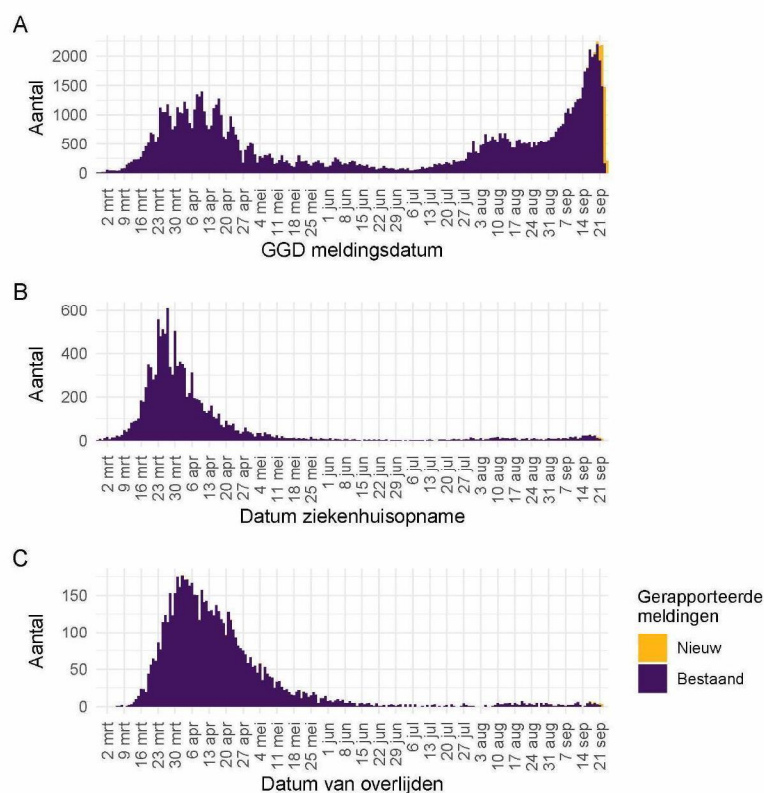 A
Aantal
2000
1500
1000
500
0
2 mrt
9 mrt
16 mrt
23 mrt
30 mrt
6 apr
13 apr
20 apr
27 apr
4 mei
11 mei
18 mei
25 mei
1 jun
8 jun
15 jun
22 jun
29 jun
6 jul
13 jul
20 jul
27 jul
3 aug
10 aug
17 aug
24 aug
31 aug
7 sep
14 sep
21 sep
GGD meldingsdatum
B
Aantal
600
400
200
0
2 mrt
9 mrt
16 mrt
23 mrt
30 mrt
6 apr
13 apr
20 apr
27 apr
4 mei
11 mei
18 mei
25 mei
1 jun
8 jun
15 jun
22 jun
29 jun
6 jul
13 jul
20 jul
27 jul
3 aug
10 aug
17 aug
24 aug
31 aug
7 sep
14 sep
21 sep
Datum ziekenhuisopname
C
Aantal
150
100
50
0
2 mrt
9 mrt
16 mrt
23 mrt
30 mrt
6 apr
13 apr
20 apr
27 apr
4 mei
11 mei
18 mei
25 mei
1 jun
8 jun
15 jun
22 jun
29 jun
6 jul
13 jul
20 jul
27 jul
3 aug
10 aug
17 aug
24 aug
31 aug
7 sep
14 sep
21 sep
Datum van overlijden
Gerapporteerde
meldingen
Nieuw
Bestaand